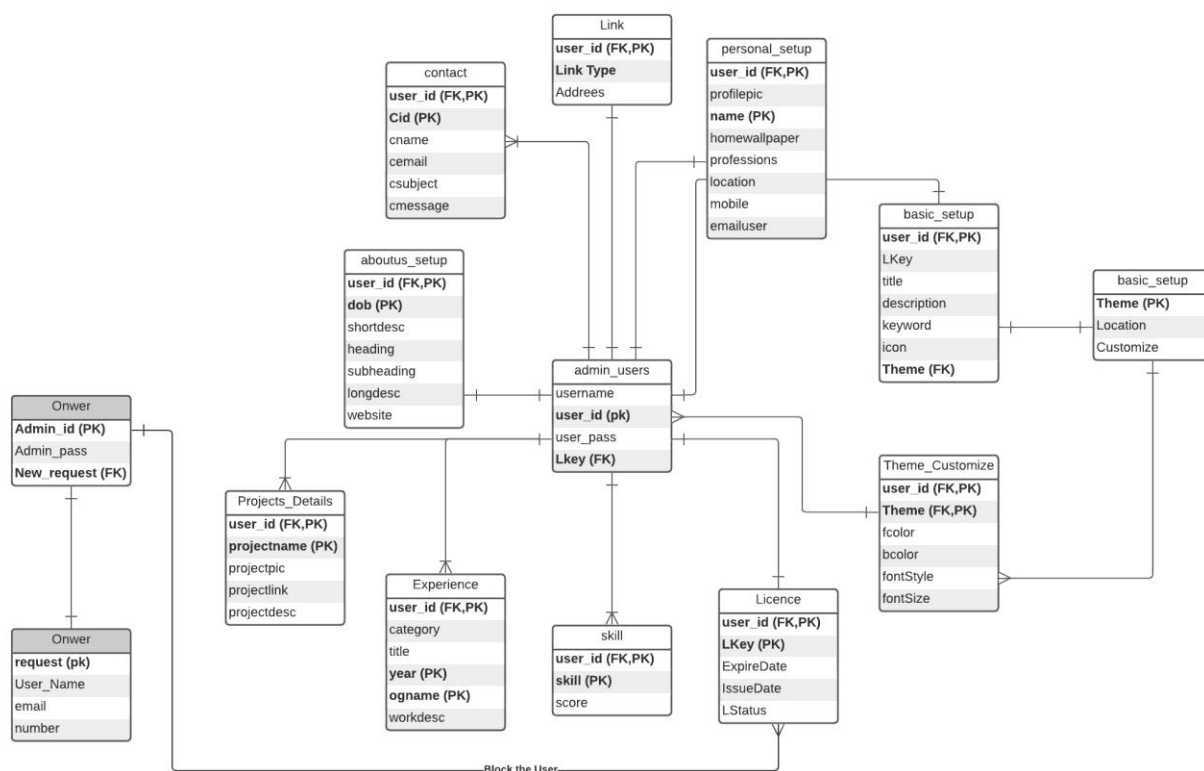 Link
user_id (FK,PK)
Link Type
Addrees
personal_setup
user_id (FK,PK)
profilepic
name (PK)
homewallpaper
professions
location
mobile
emailuser
contact
user_id (FK,PK)
Cid (PK)
cname
cemail
csubject
cmessage
basic_setup
user_id (FK,PK)
LKey
title
description
keyword
icon
Theme (FK)
aboutus_setup
user_id (FK,PK)
dob (PK)
shortdesc
heading
subheading
longdesc
website
basic_setup
Theme (PK)
Location
Customize
admin_users
username
user_id (pk)
user_pass
Lkey (FK)
Onwer
Admin_id (PK)
Admin_pass
New_request (FK)
Theme_Customize
user_id (FK,PK)
Theme (FK,PK)
fcolor
bcolor
fontStyle
fontSize
Projects_Details
user_id (FK,PK)
projectname (PK)
projectpic
projectlink
projectdesc
Experience
user_id (FK,PK)
category
title
year (PK)
ogname (PK)
workdesc
skill
user_id (FK,PK)
skill (PK)
score
Licence
user_id (FK,PK)
LKey (PK)
ExpireDate
IssueDate
LStatus
Onwer
request (pk)
User_Name
email
number
Block the User